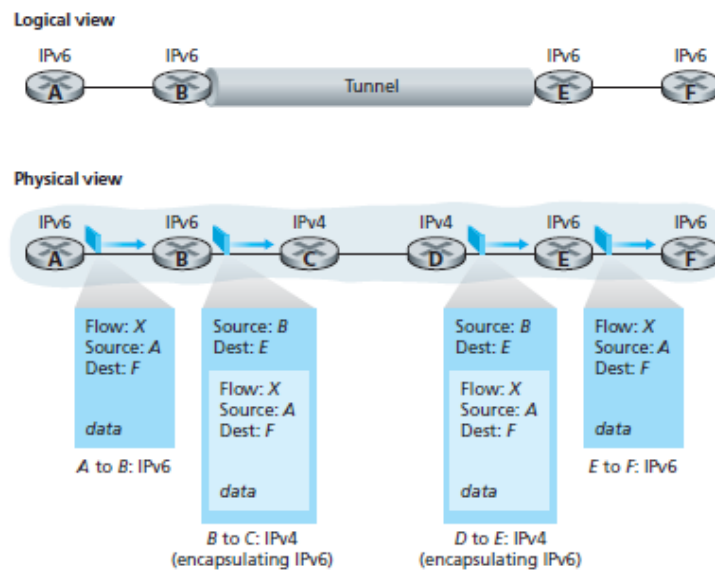 Logical view
IPv6 IPv6 IPv6 IPv6
A B Tunnel E F
Physical view
IPv6 IPv6 IPv4 IPv4 IPv6 IPv6
A B C D E F
Flow: X
Source: A
Dest: F
data
A to B: IPv6
Source: B
Dest: E
Flow: X
Source: A
Dest: F
data
B to C: IPv4
(encapsulating IPv6)
Source: B
Dest: E
Flow: X
Source: A
Dest: F
data
D to E: IPv4
(encapsulating IPv6)
Flow: X
Source: A
Dest: F
data
E to F: IPv6